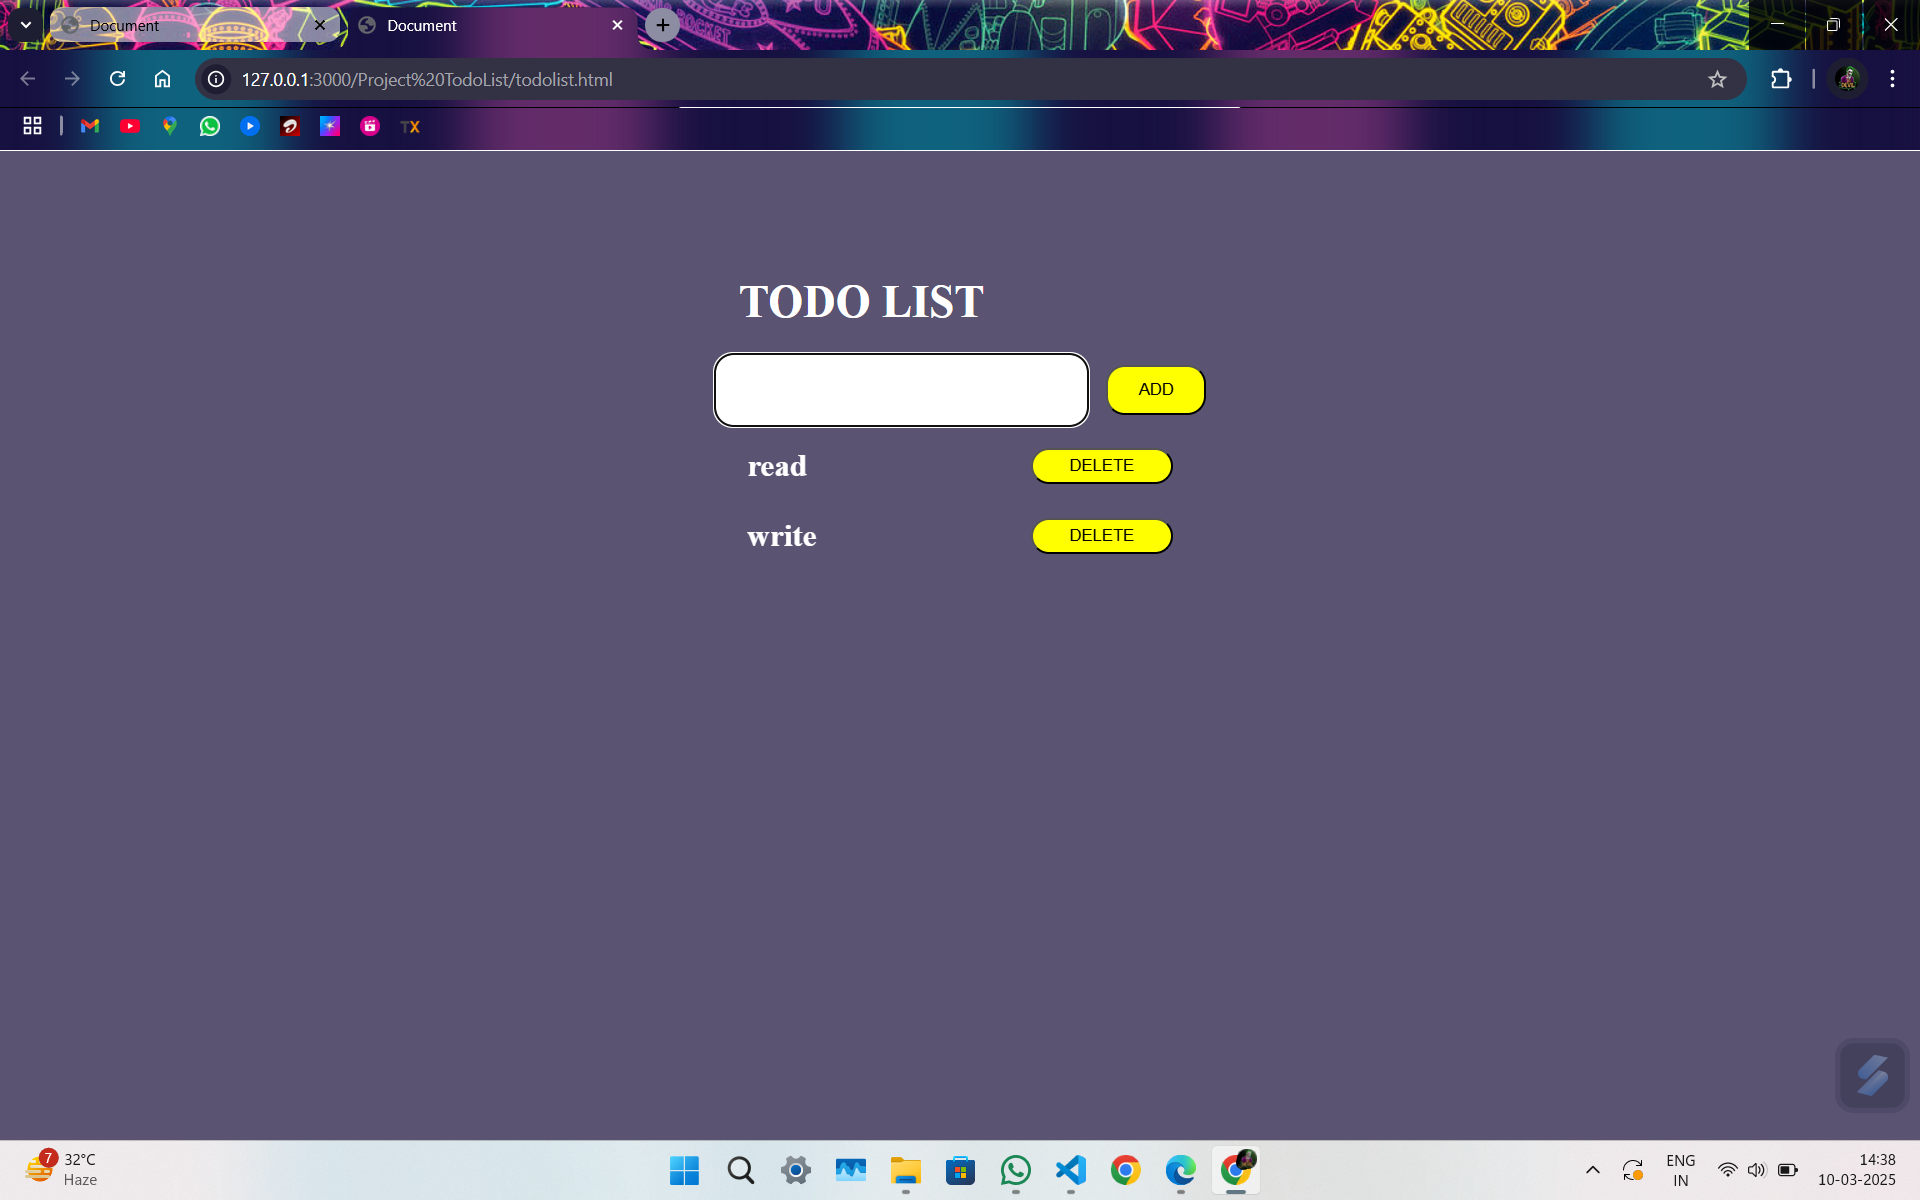 Document
Document
127.0.0.1:3000/Project%20TodoList/todolist.html
TX
TODO LIST
ADD
read DELETE
write DELETE
7
32°C
Haze
ENG
IN
14:38
10-03-2025